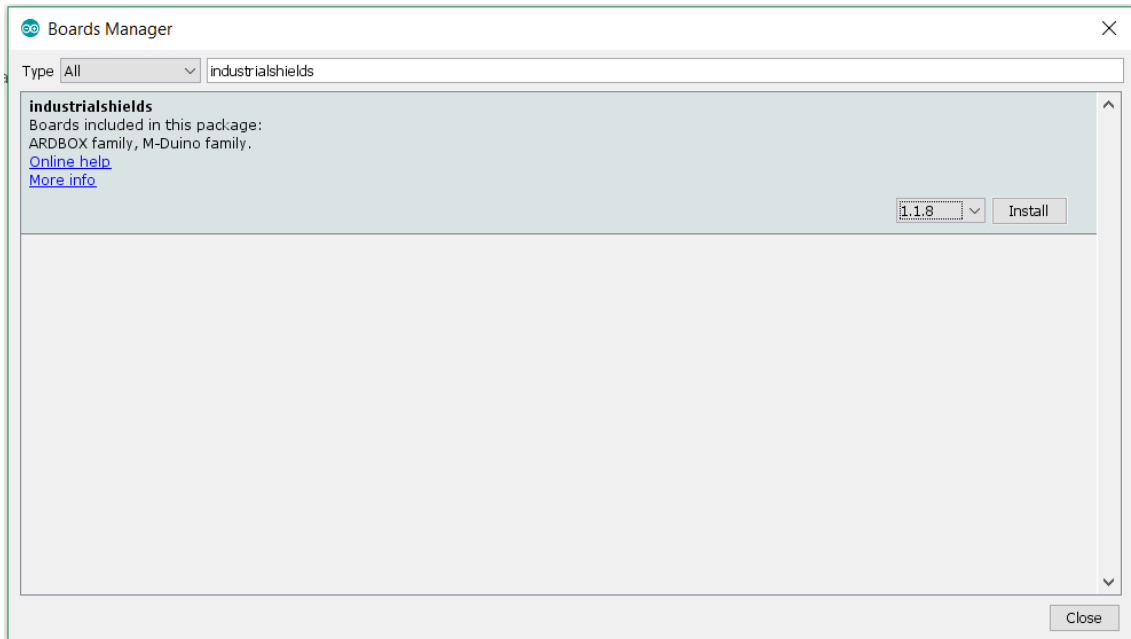 Boards Manager
Type All industrialshields
industrialshields
Boards included in this package:
ARDBOX family, M-Duino family.
Online help
More info
1.1.8 Install
Close